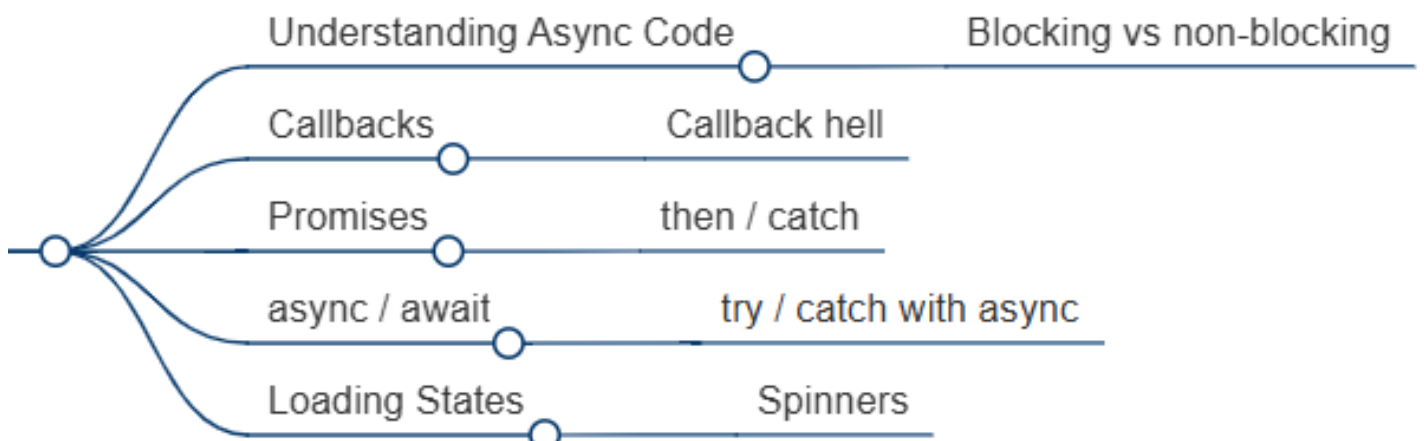 Understanding Async Code Blocking vs non-blocking
Callbacks Callback hell
Promises then / catch
async / await try / catch with async
Loading States Spinners